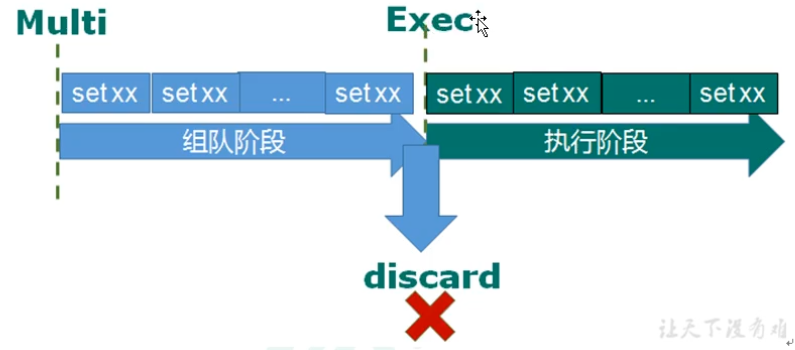 Multi
Exec
set xx set xx ... set xx
set xx set xx ... set xx
组队阶段
执行阶段
discard
让天下没有难